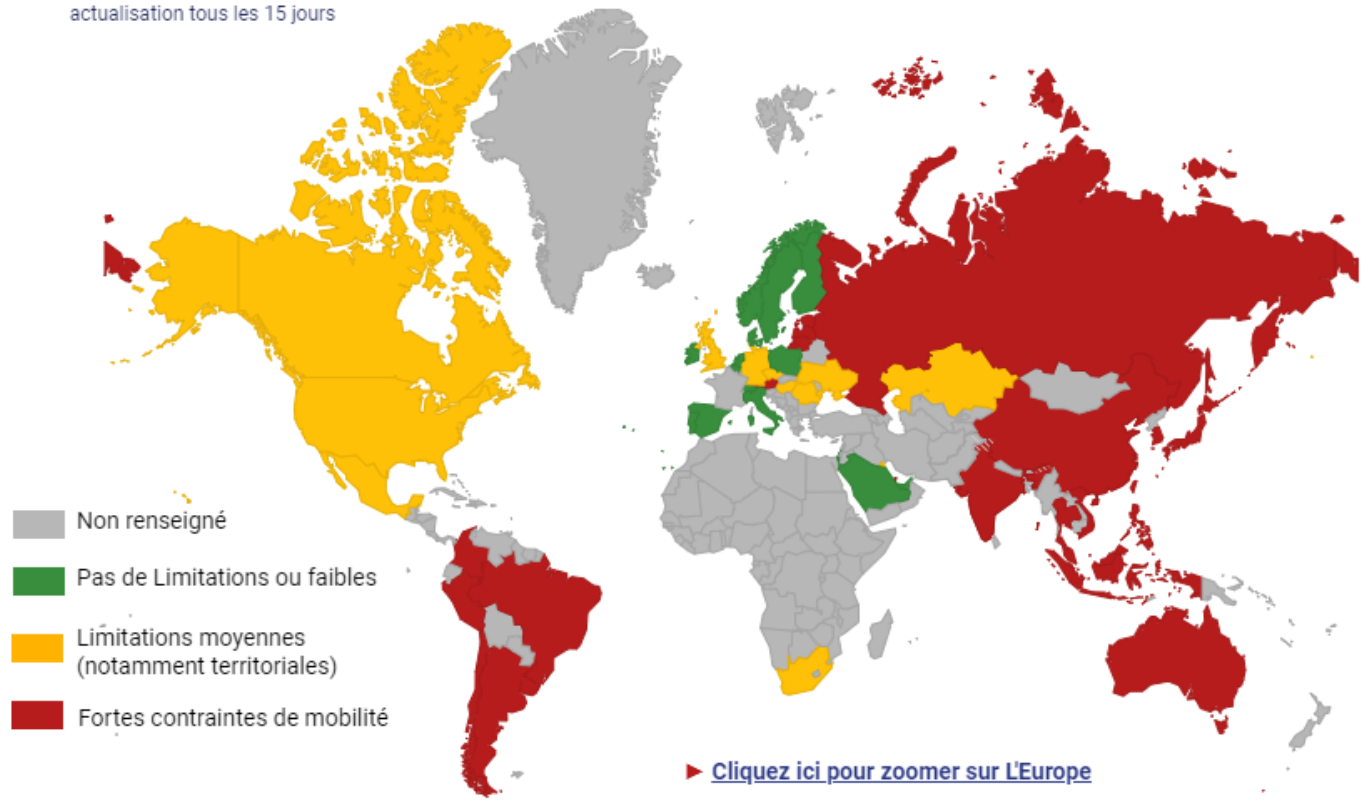 actualisation tous les 15 jours
Non renseigné
Pas de Limitations ou faibles
Limitations moyennes
(notamment territoriales)
Fortes contraintes de mobilité
► Cliquez ici pour zoomer sur L'Europe